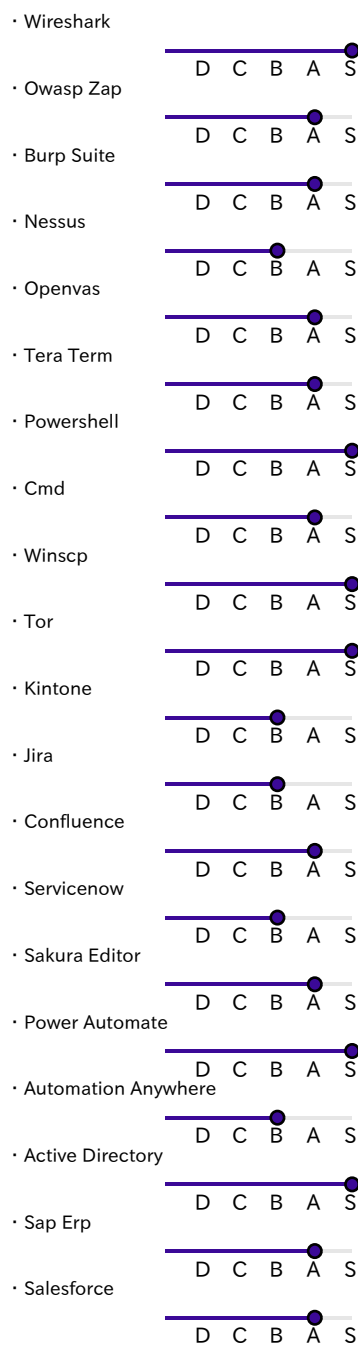 ・Wireshark
D C B A S
・Owasp Zap
D C B A S
・Burp Suite
D C B A S
・Nessus
D C B A S
・Openvas
D C B A S
・Tera Term
D C B A S
・Powershell
D C B A S
・Cmd
D C B A S
・Winscp
D C B A S
・Tor
D C B A S
・Kintone
D C B A S
・Jira
D C B A S
・Confluence
D C B A S
・Servicenow
D C B A S
・Sakura Editor
D C B A S
・Power Automate
D C B A S
・Automation Anywhere
D C B A S
・Active Directory
D C B A S
・Sap Erp
D C B A S
・Salesforce
D C B A S